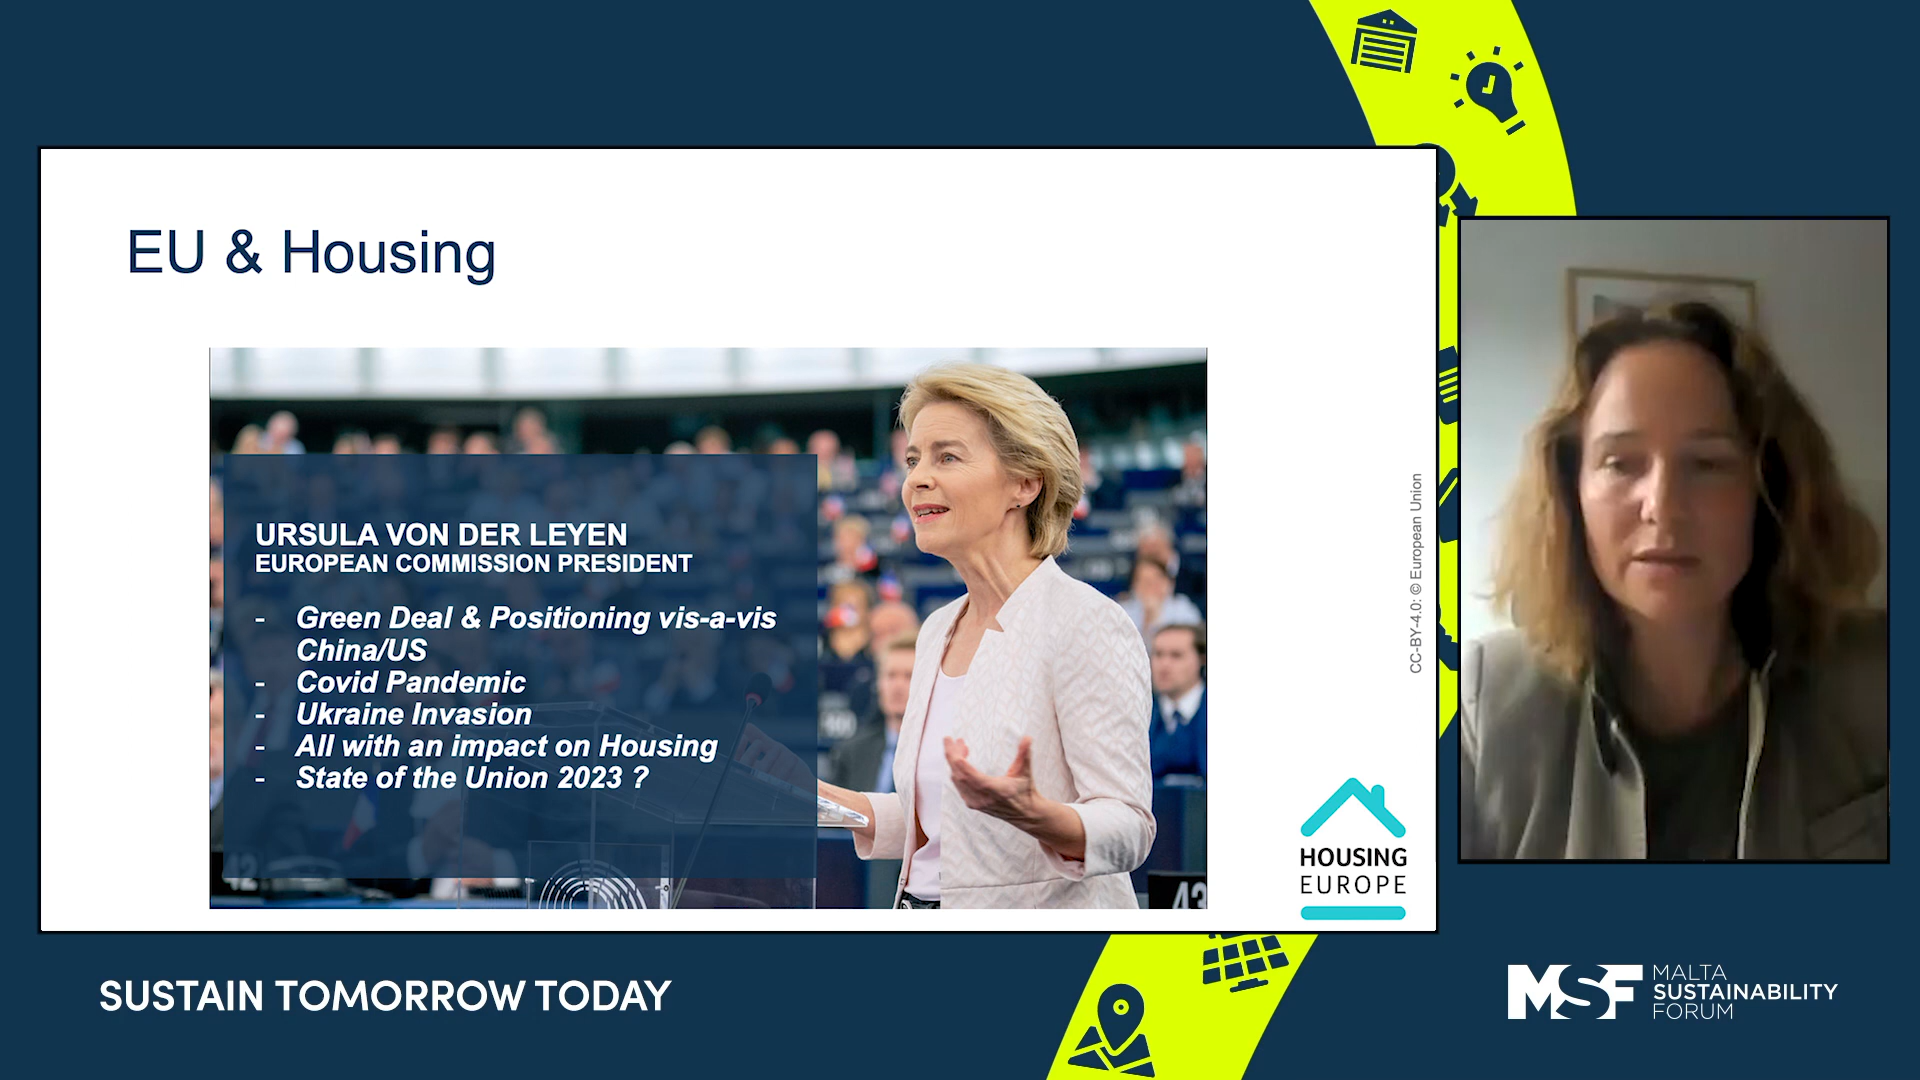 EU & Housing
URSULA VON DER LEYEN
EUROPEAN COMMISSION PRESIDENT
- Green Deal & Positioning vis-a-vis
China/US
- Covid Pandemic
- Ukraine Invasion
- All with an impact on Housing
- State of the Union 2023 ?
42
43
CC-BY-4.0: © European Union
HOUSING
EUROPE
SUSTAIN TOMORROW TODAY
MSF
MALTA
SUSTAINABILITY
FORUM